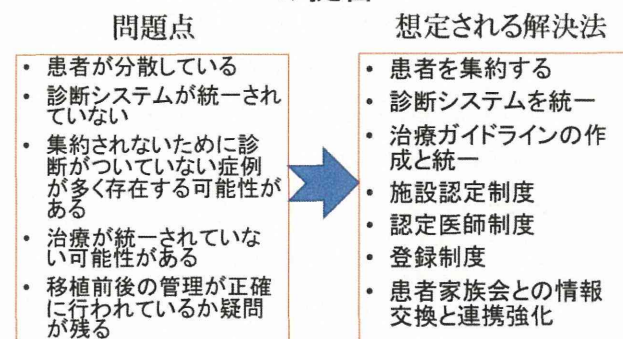 問題点
• 患者が分散している
• 診断システムが統一され
ていない
• 集約されないために診
断がついていない症例
が多く存在する可能性が
ある
• 治療が統一されていな
い可能性がある
• 移植前後の管理が正確
に行われているか疑問
が残る
想定される解決法
• 患者を集約する
• 診断システムを統一
• 治療ガイドラインの作
成と統一
• 施設認定制度
• 認定医師制度
• 登録制度
• 患者家族会との情報
交換と連携強化